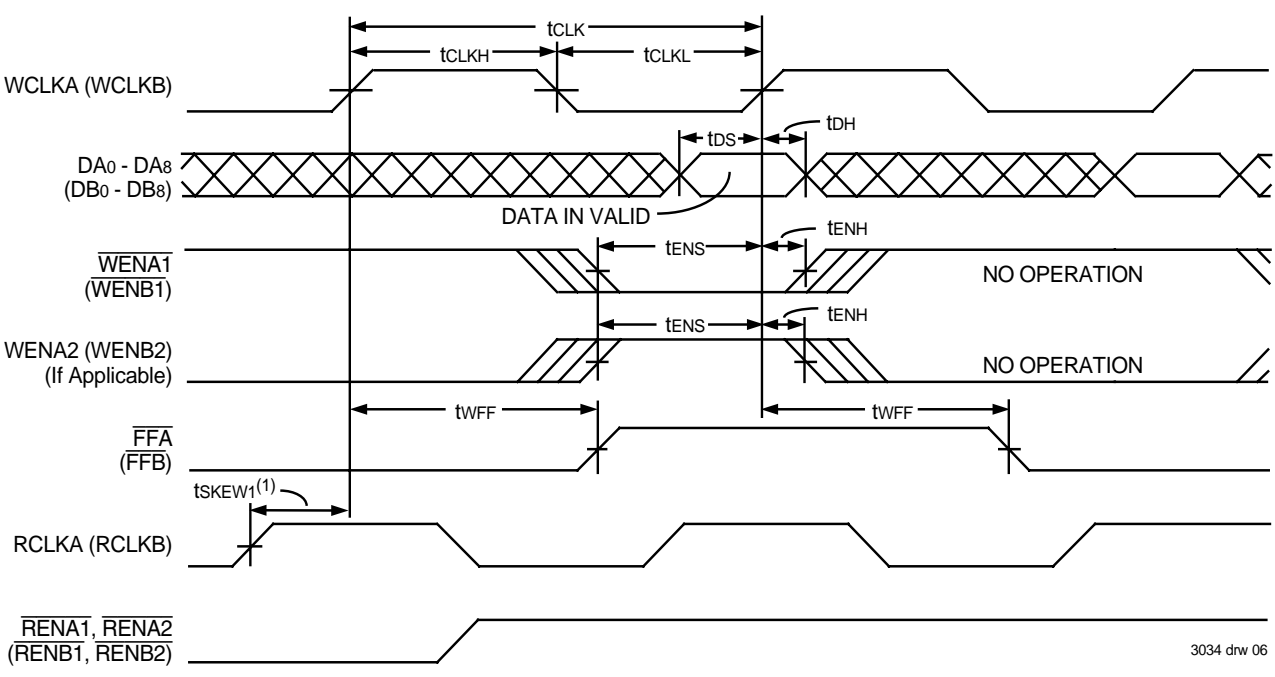 tCLK
tCLKH
tCLKL
WCLKA (WCLKB)
tDS
tDH
DA0 - DA8
(DB0 - DB8)
DATA IN VALID
tENS
tENH
WENA1
(WENB1)
NO OPERATION
tENS
tENH
WENA2 (WENB2)
(If Applicable)
NO OPERATION
tWFF
tWFF
FFA
(FFB)
tSKEW1(1)
RCLKA (RCLKB)
RENA1, RENA2
(RENB1, RENB2)
3034 drw 06